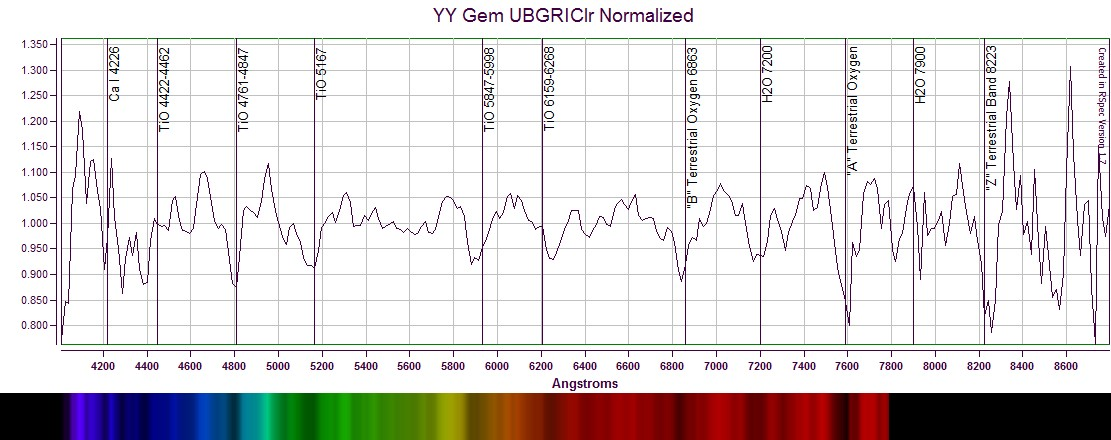 YY Gem UBGRIClr Normalized
1.350
1.300
1.250
1.200
1.150
1.100
1.050
1.000
0.950
0.900
0.850
0.800
Ca I 4226
TiO 4422-4462
TiO 4761-4847
TiO 5167
TiO 5847-5998
TiO 6159-6268
"B" Terrestrial Oxygen 6863
H2O 7200
"A" Terrestrial Oxygen
H2O 7900
"Z" Terrestrial Band 8223
Created in RSpec Version 1.7
4200 4400 4600 4800 5000 5200 5400 5600 5800 6000 6200 6400 6600 6800 7000 7200 7400 7600 7800 8000 8200 8400 8600
Angstroms